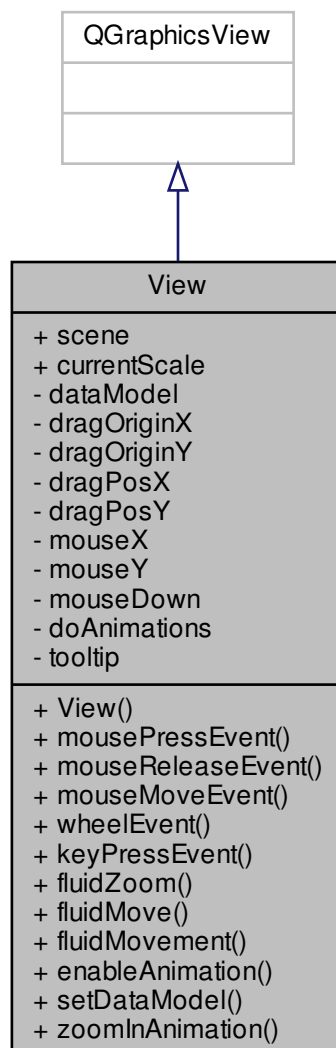 QGraphicsView
View
+ scene
+ currentScale
- dataModel
- dragOriginX
- dragOriginY
- dragPosX
- dragPosY
- mouseX
- mouseY
- mouseDown
- doAnimations
- tooltip
+ View()
+ mousePressEvent()
+ mouseReleaseEvent()
+ mouseMoveEvent()
+ wheelEvent()
+ keyPressEvent()
+ fluidZoom()
+ fluidMove()
+ fluidMovement()
+ enableAnimation()
+ setDataModel()
+ zoomInAnimation()